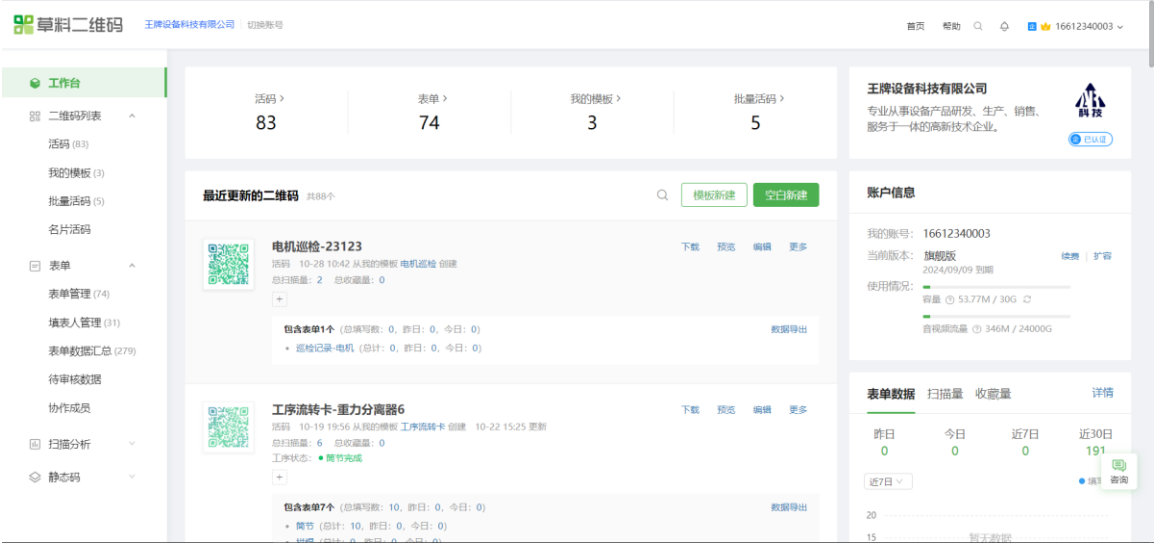 草料二维码 王牌设备科技有限公司 切换账号 首页 帮助 企 16612340003
工作台
二维码列表
活码 (83)
我的模板 (3)
批量活码 (5)
名片活码
表单
表单管理 (74)
填表人管理 (31)
表单数据汇总 (279)
待审核数据
协作成员
扫描分析
静态码
活码 > 表单 > 我的模板 > 批量活码 >
83 74 3 5
最近更新的二维码 共88个 模板新建 空白新建
电机巡检-23123 下载 预览 编辑 更多
活码 10-28 10:42 从我的模板 电机巡检 创建
总扫描量: 2 总收藏量: 0
+
包含表单1个 (总填写数: 0, 昨日: 0, 今日: 0) 数据导出
• 巡检记录-电机 (总计: 0, 昨日: 0, 今日: 0)
工序流转卡-重力分离器6 下载 预览 编辑 更多
活码 10-19 19:56 从我的模板 工序流转卡 创建 10-22 15:25 更新
总扫描量: 6 总收藏量: 0
工序状态: ● 筒节完成
+
包含表单7个 (总填写数: 10, 昨日: 0, 今日: 0) 数据导出
• 筒节 (总计: 10, 昨日: 0, 今日: 0)
王牌设备科技有限公司
专业从事设备产品研发、生产、销售、
服务于一体的高新技术企业。
科技
已认证
账户信息
我的账号: 16612340003
当前版本: 旗舰版 续费 | 扩容
2024/09/09 到期
使用情况:
容量 53.77M / 30G
音视频流量 346M / 24000G
表单数据 扫描量 收藏量 详情
昨日 今日 近7日 近30日
0 0 0 191
近7日
咨询
20
15 暂无数据